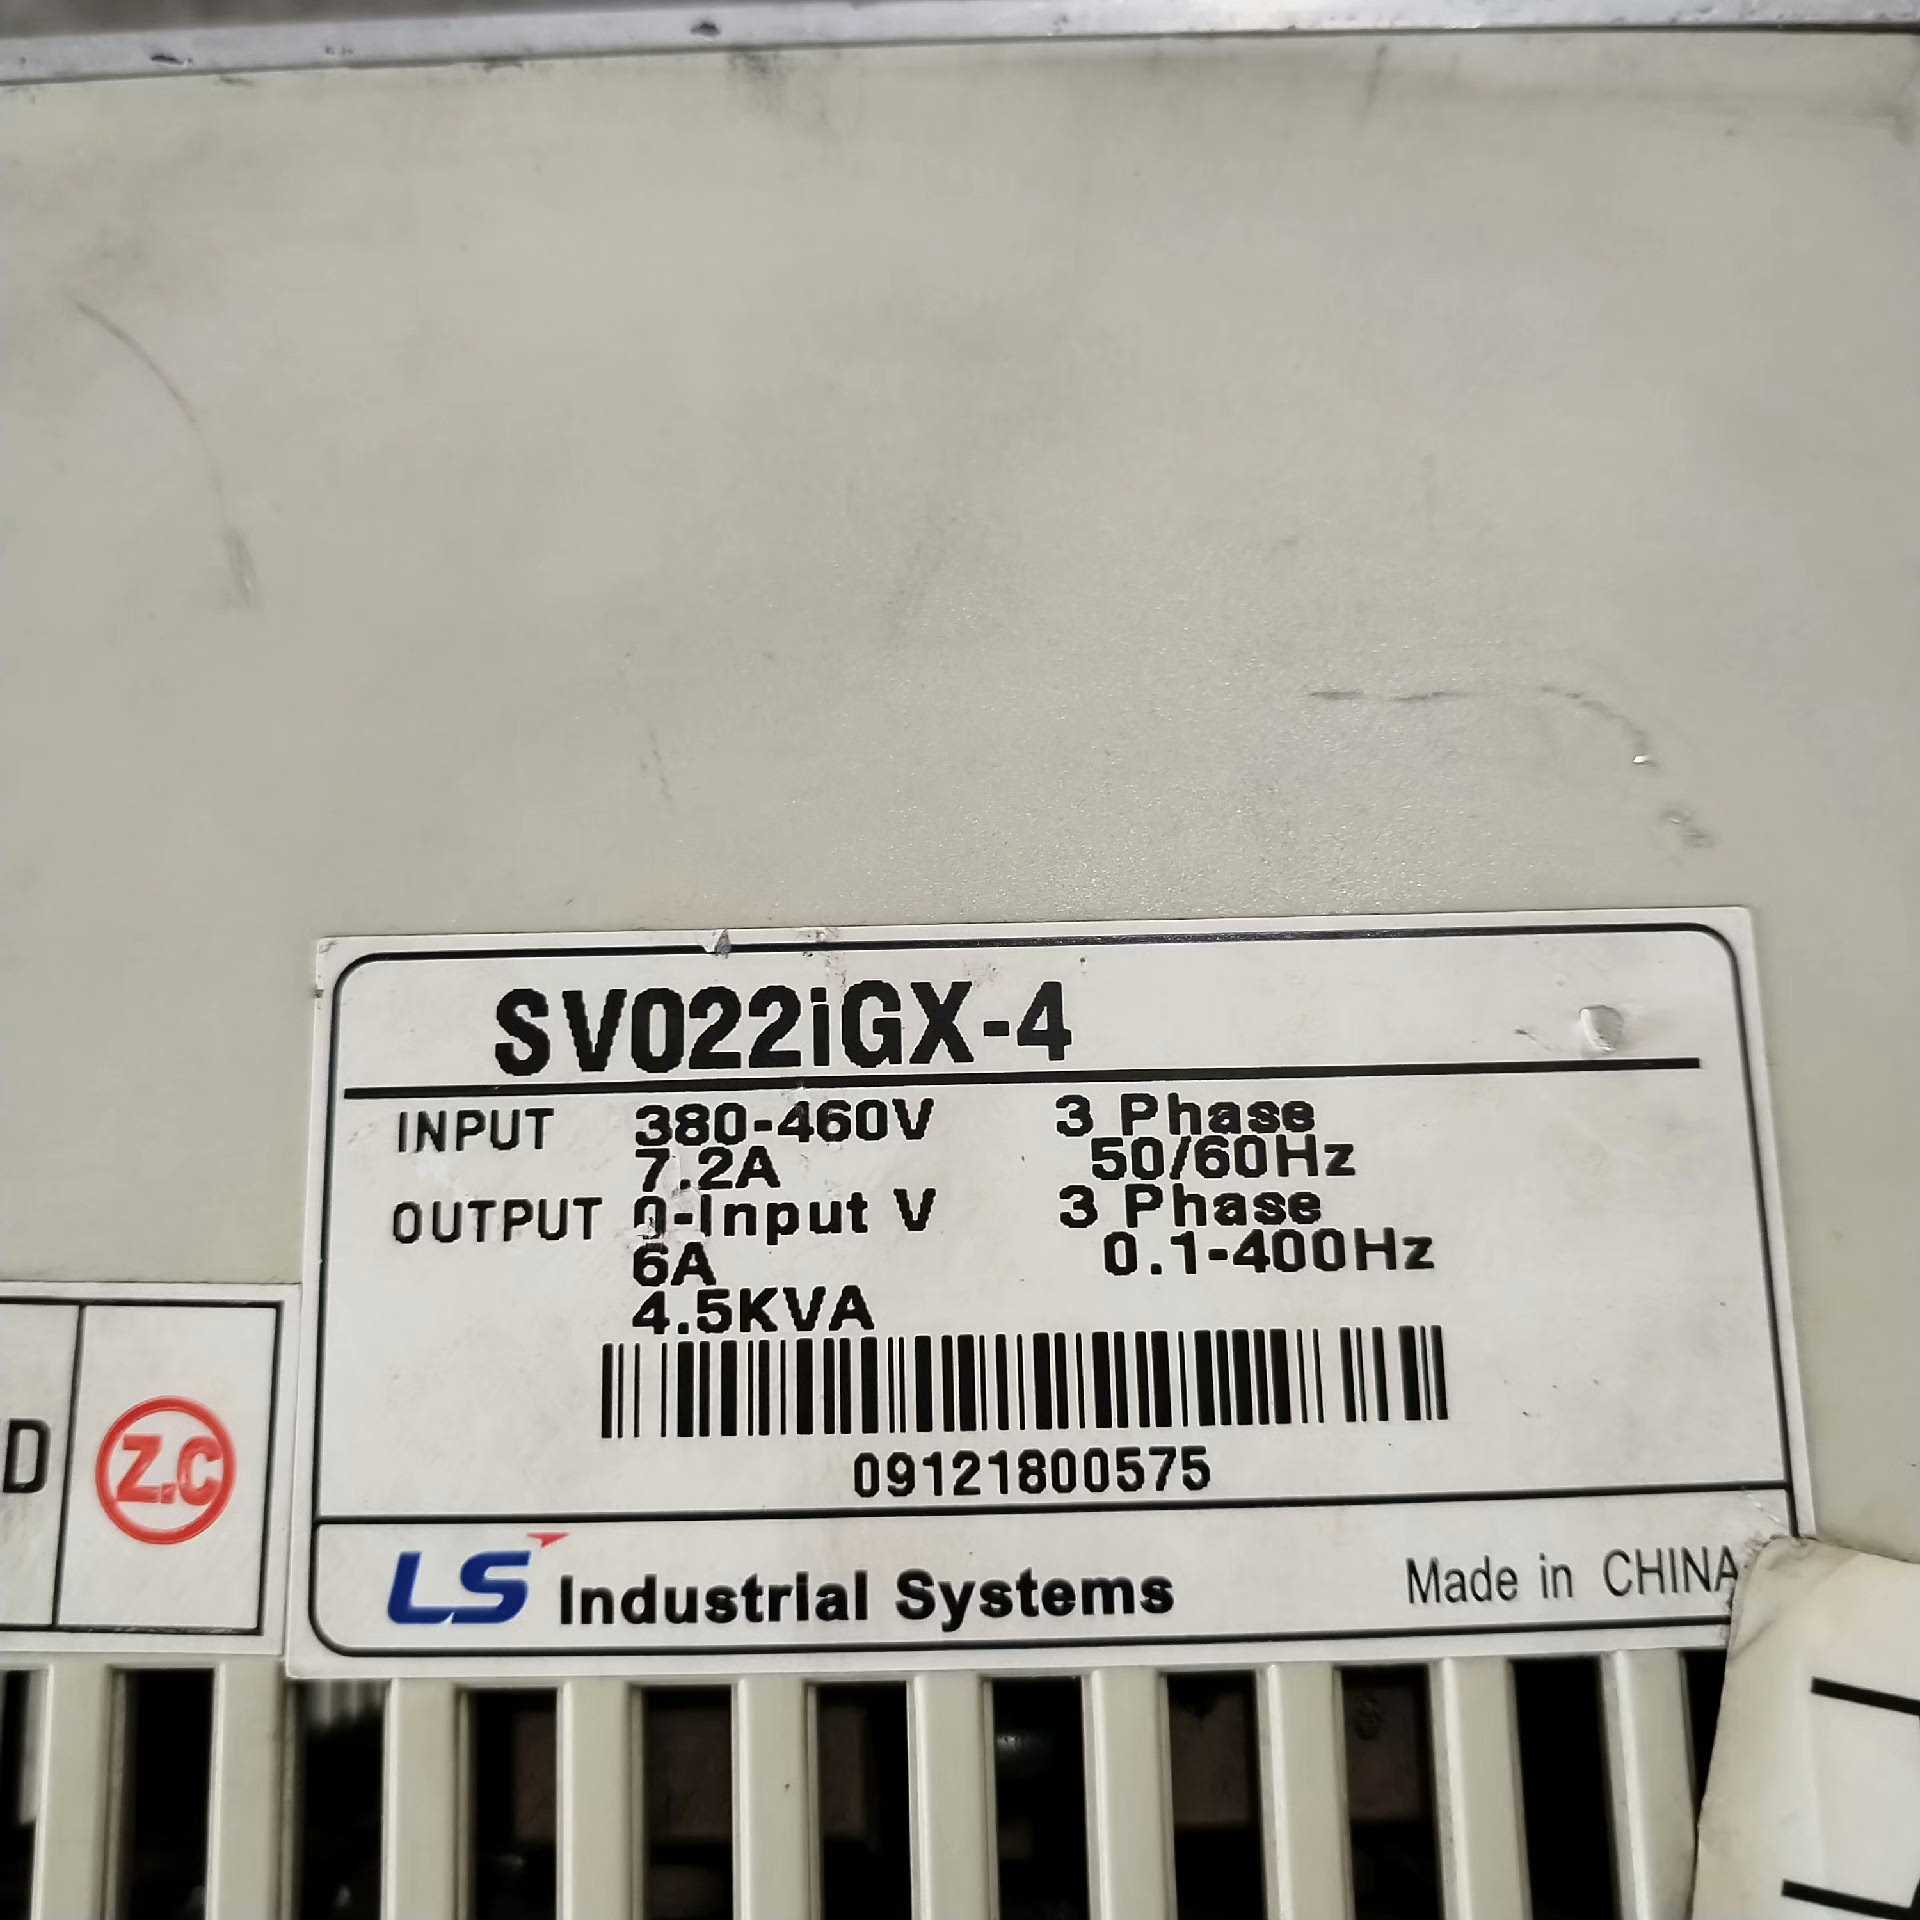 SV022iGX-4
INPUT 380-460V 3 Phase
7.2A 50/60Hz
OUTPUT 0-Input V 3 Phase
6A 0.1-400Hz
4.5KVA
09121800575
D
Z.C
LS Industrial Systems Made in CHINA